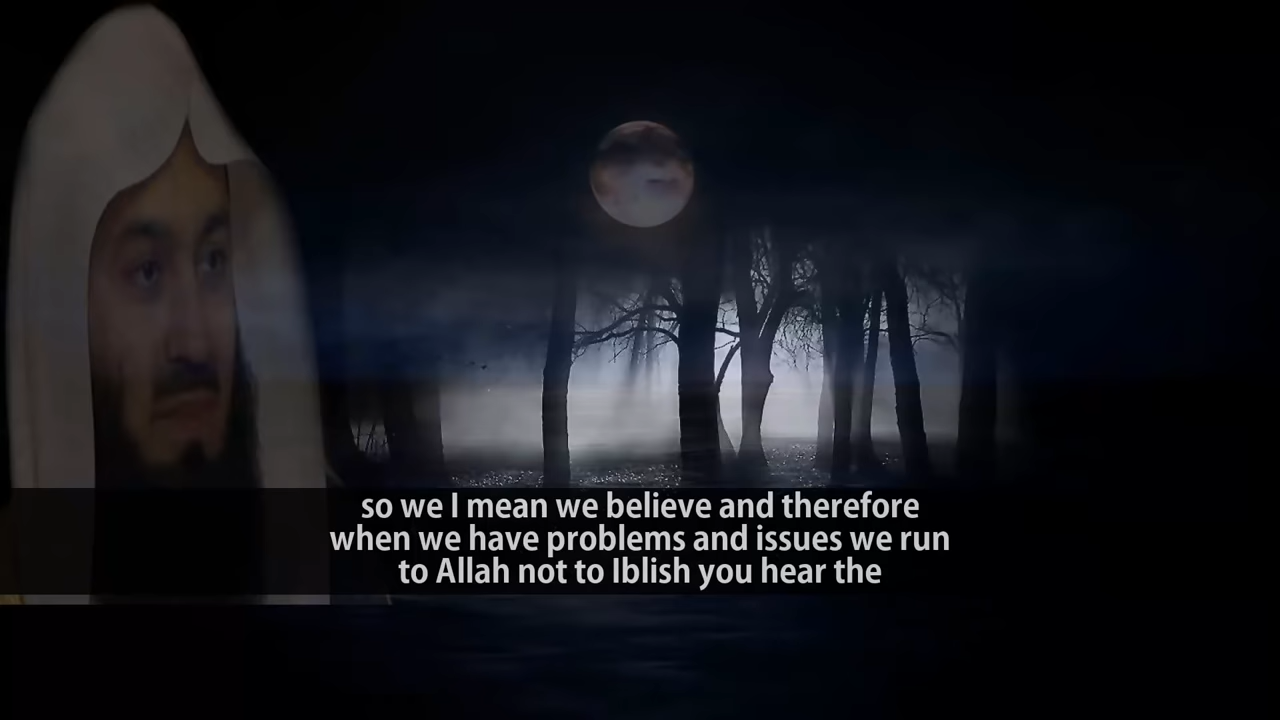 so we I mean we believe and therefore
when we have problems and issues we run
to Allah not to Iblish you hear the